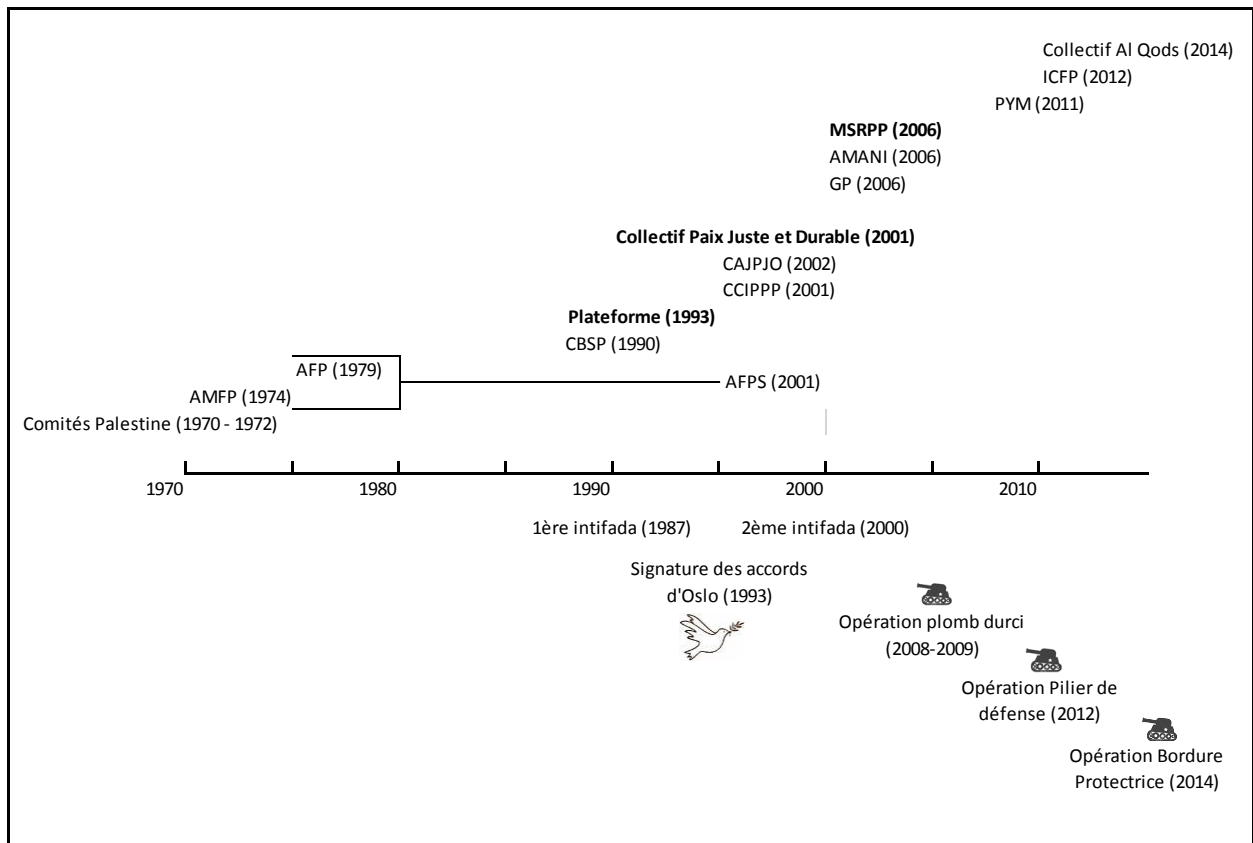 Collectif Al Qods (2014)
ICFP (2012)
PYM (2011)
MSRPP (2006)
AMANI (2006)
GP (2006)
Collectif Paix Juste et Durable (2001)
CAJPJO (2002)
CCIPPP (2001)
Plateforme (1993)
CBSP (1990)
AFP (1979)
AFPS (2001)
AMFP (1974)
Comités Palestine (1970 - 1972)
1970
1980
1990
2000
2010
1ère intifada (1987)
2ème intifada (2000)
Signature des accords
d'Oslo (1993)
Opération plomb durci
(2008-2009)
Opération Pilier de
défense (2012)
Opération Bordure
Protectrice (2014)